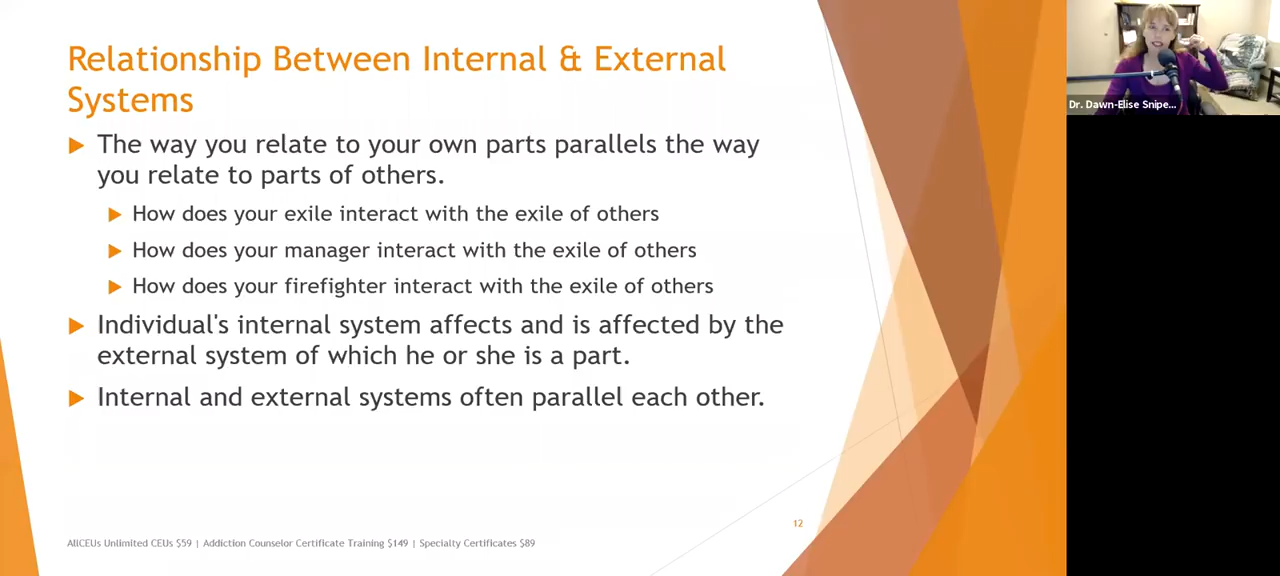 Relationship Between Internal & External
Systems
The way you relate to your own parts parallels the way
you relate to parts of others.
How does your exile interact with the exile of others
How does your manager interact with the exile of others
How does your firefighter interact with the exile of others
Individual's internal system affects and is affected by the
external system of which he or she is a part.
Internal and external systems often parallel each other.
12
AllCEUs Unlimited CEUs $59 | Addiction Counselor Certificate Training $149 | Specialty Certificates $89
Dr. Dawn-Elise Snipe...